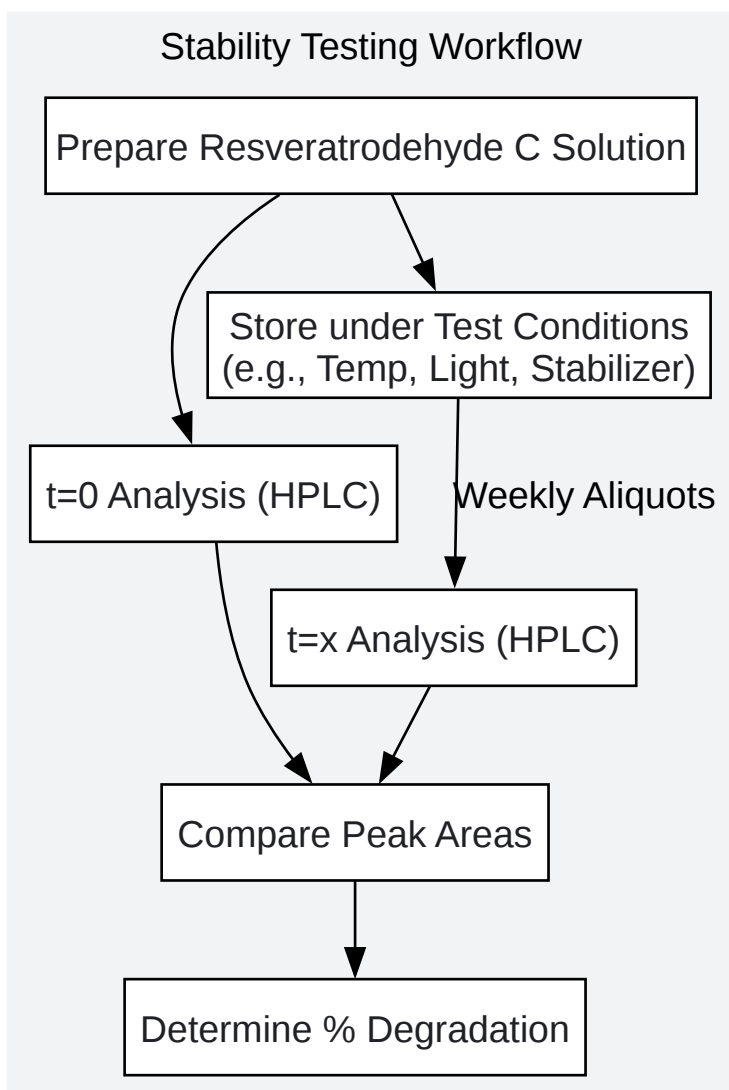 Stability Testing Workflow
Prepare Resveratrodehyde C Solution
Store under Test Conditions
(e.g., Temp, Light, Stabilizer)
t=0 Analysis (HPLC)
Weekly Aliquots
t=x Analysis (HPLC)
Compare Peak Areas
Determine % Degradation